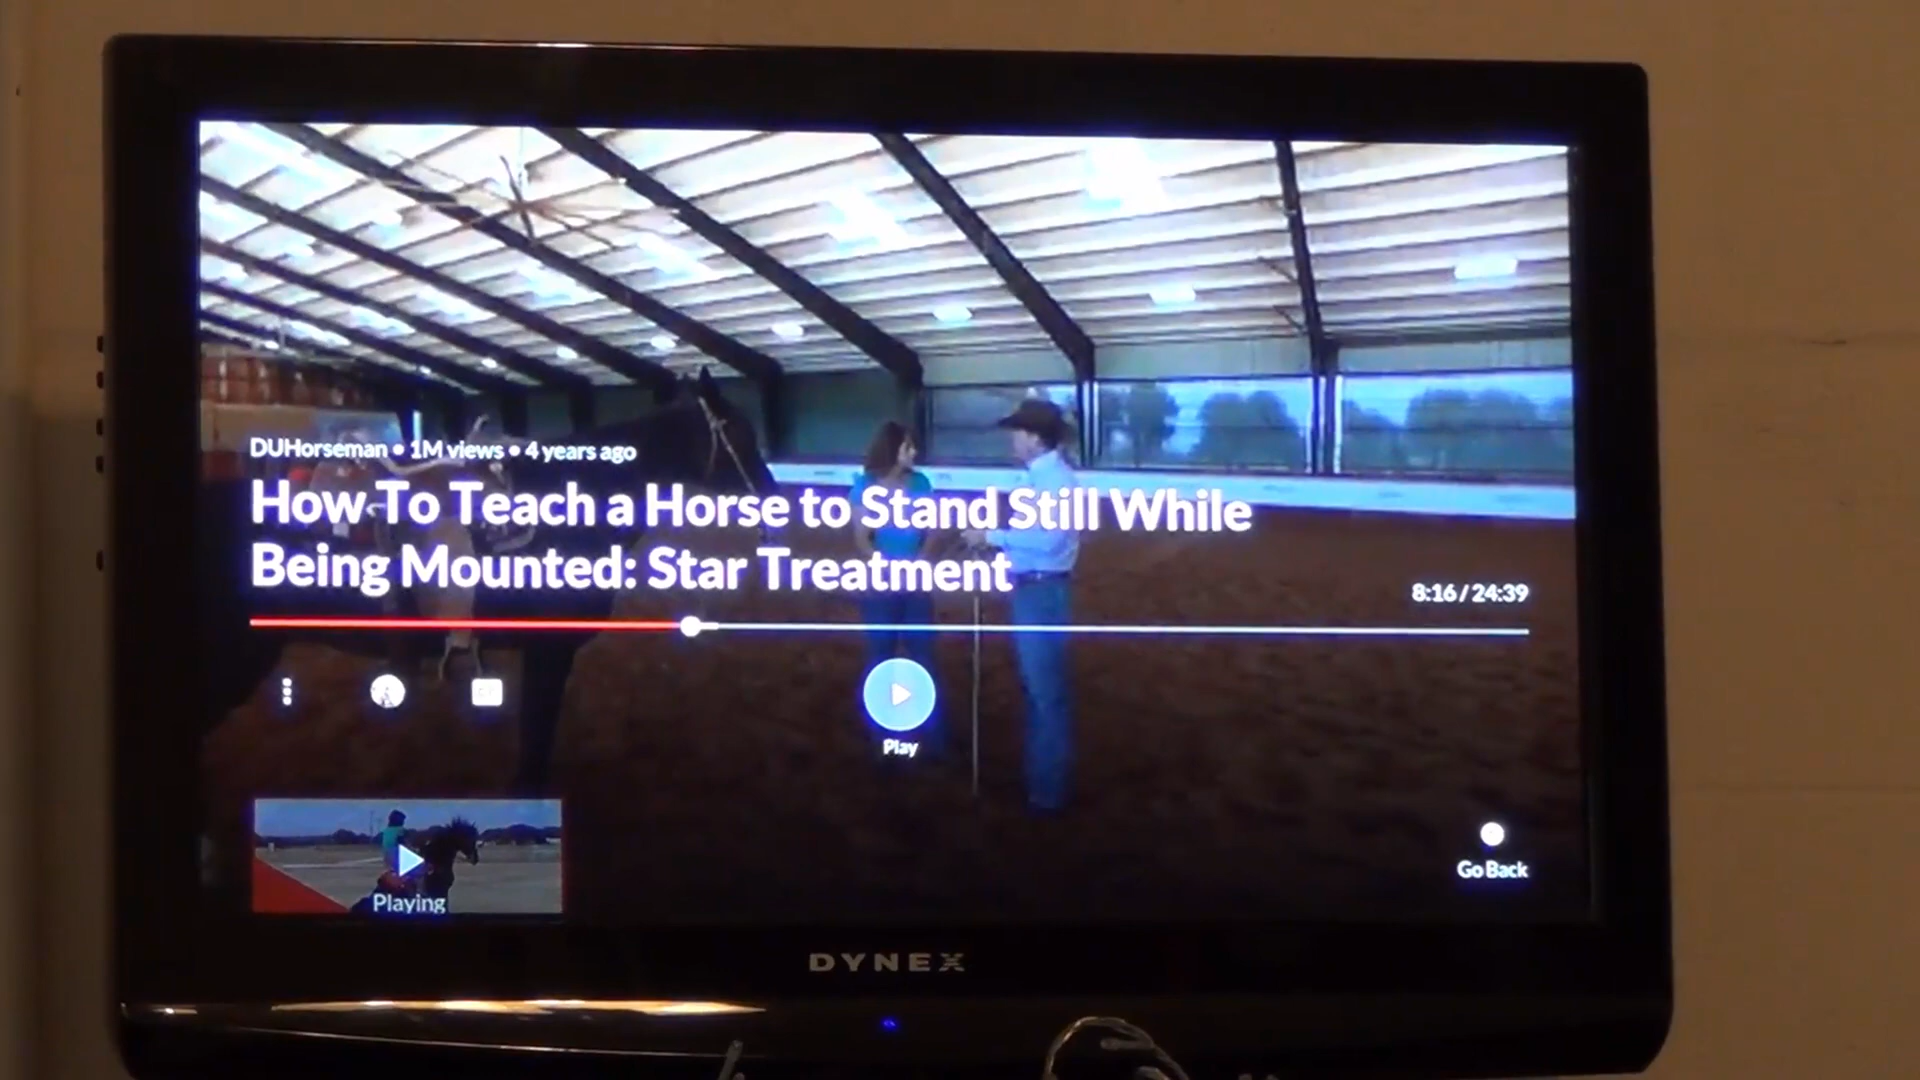 DUHorseman • 1M views • 4 years ago
How To Teach a Horse to Stand Still While
Being Mounted: Star Treatment
8:16 / 24:39
CC
Play
Playing
Go Back
DYNEX